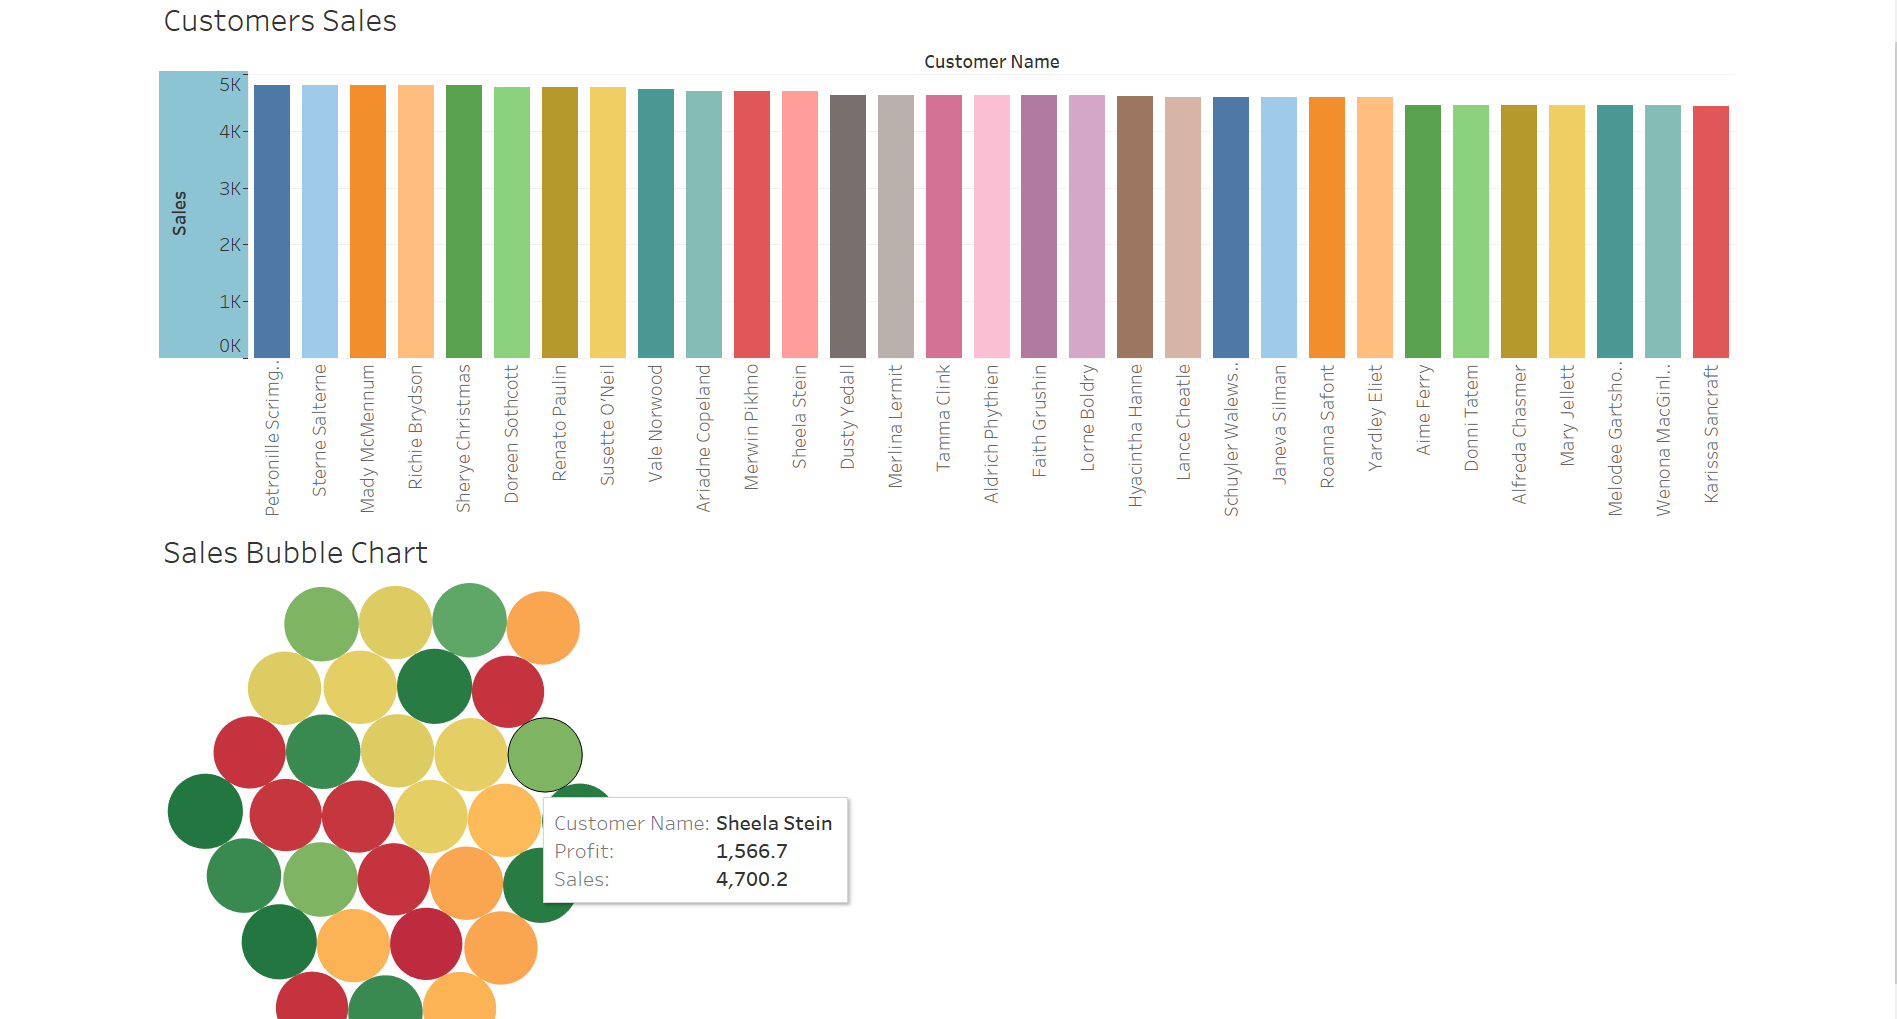 Customers Sales
Customer Name
Sales
5K
4K
3K
2K
1K
0K
Petronille Scrimg..
Sterne Salterne
Mady McMennum
Richie Brydson
Sherye Christmas
Doreen Sothcott
Renato Paulin
Susette O'Neil
Vale Norwood
Ariadne Copeland
Merwin Pikhno
Sheela Stein
Dusty Yedall
Merlina Lermit
Tamma Clink
Aldrich Phythien
Faith Grushin
Lorne Boldry
Hyacintha Hanne
Lance Cheatle
Schuyler Walews..
Janeva Silman
Roanna Safont
Yardley Eliet
Aime Ferry
Donni Tatem
Alfreda Chasmer
Mary Jellett
Melodee Gartsho..
Wenona MacGinl..
Karissa Sancraft
Sales Bubble Chart
Customer Name: Sheela Stein
Profit: 1,566.7
Sales: 4,700.2